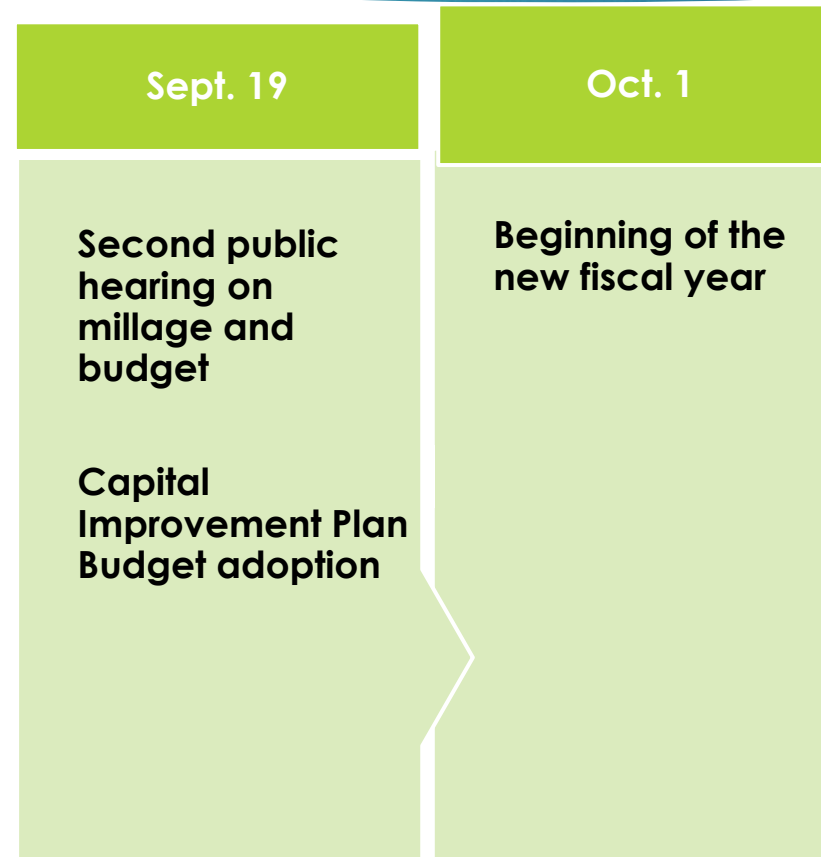 Sept. 19
Second public
hearing on
millage and
budget
Capital
Improvement Plan
Budget adoption
Oct. 1
Beginning of the
new fiscal year